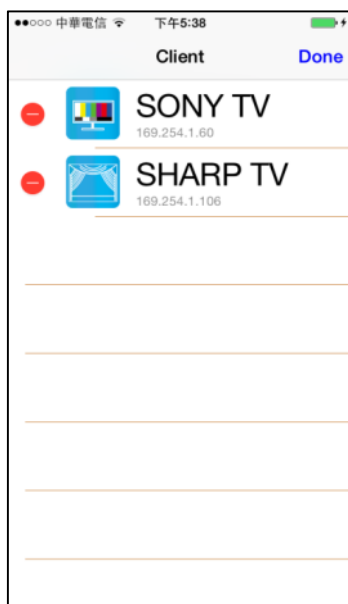 中華電信 下午5:38
Client Done
SONY TV
169.254.1.60
SHARP TV
169.254.1.106